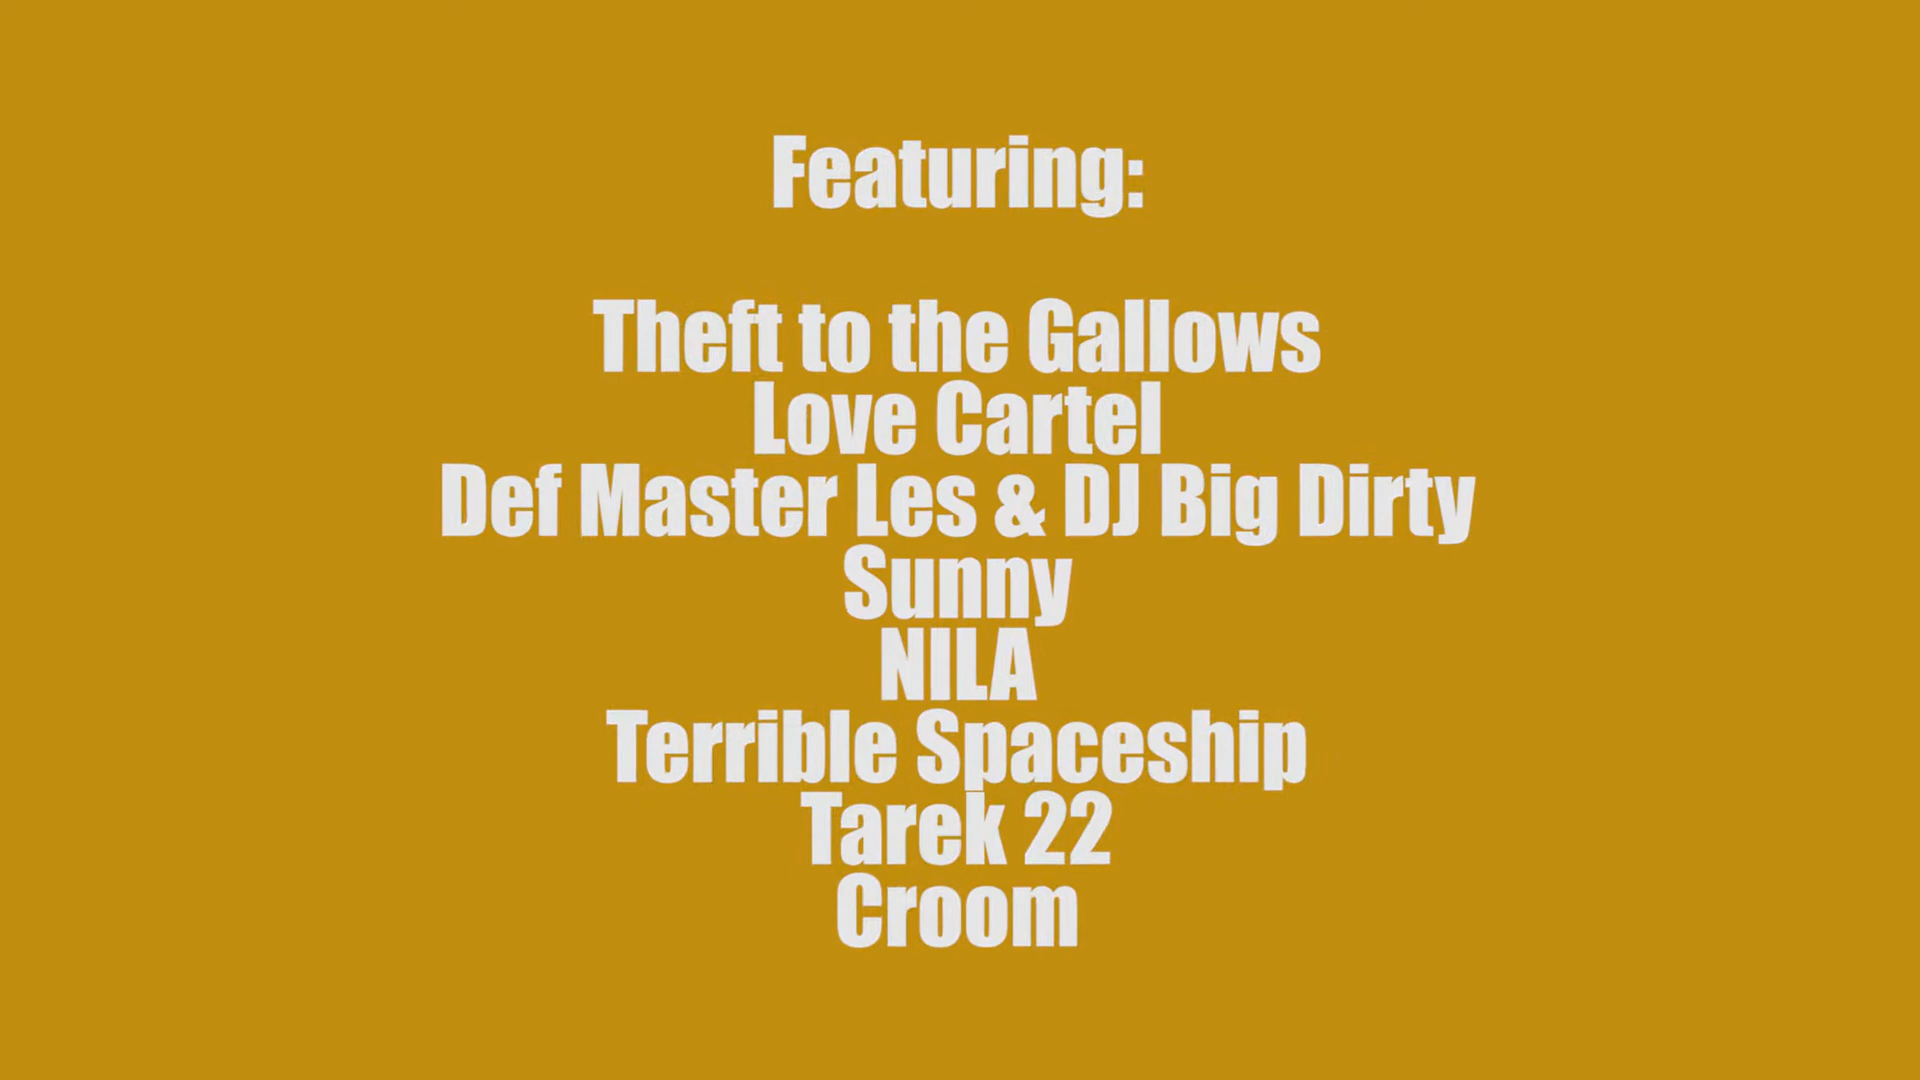 Featuring:
Theft to the Gallows
Love Cartel
Def Master Les & DJ Big Dirty
Sunny
NILA
Terrible Spaceship
Tarek 22
Croom